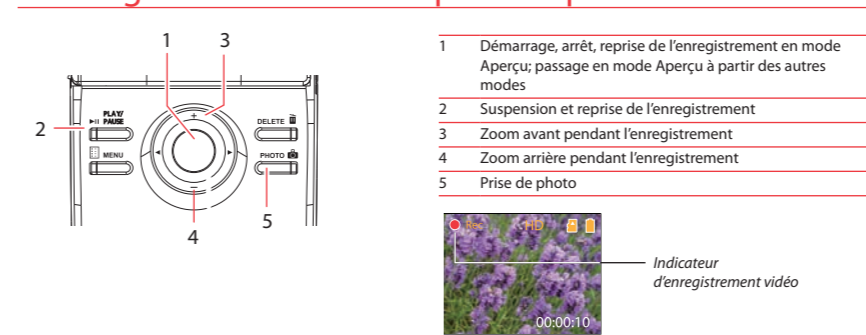 1
3
2
PLAY/
PAUSE
DELETE
MENU
PHOTO
+
−
4
5
1 Démarrage, arrêt, reprise de l’enregistrement en mode
Aperçu; passage en mode Aperçu à partir des autres
modes
2 Suspension et reprise de l’enregistrement
3 Zoom avant pendant l’enregistrement
4 Zoom arrière pendant l’enregistrement
5 Prise de photo
Rec HD
Indicateur
d’enregistrement vidéo
00:00:10